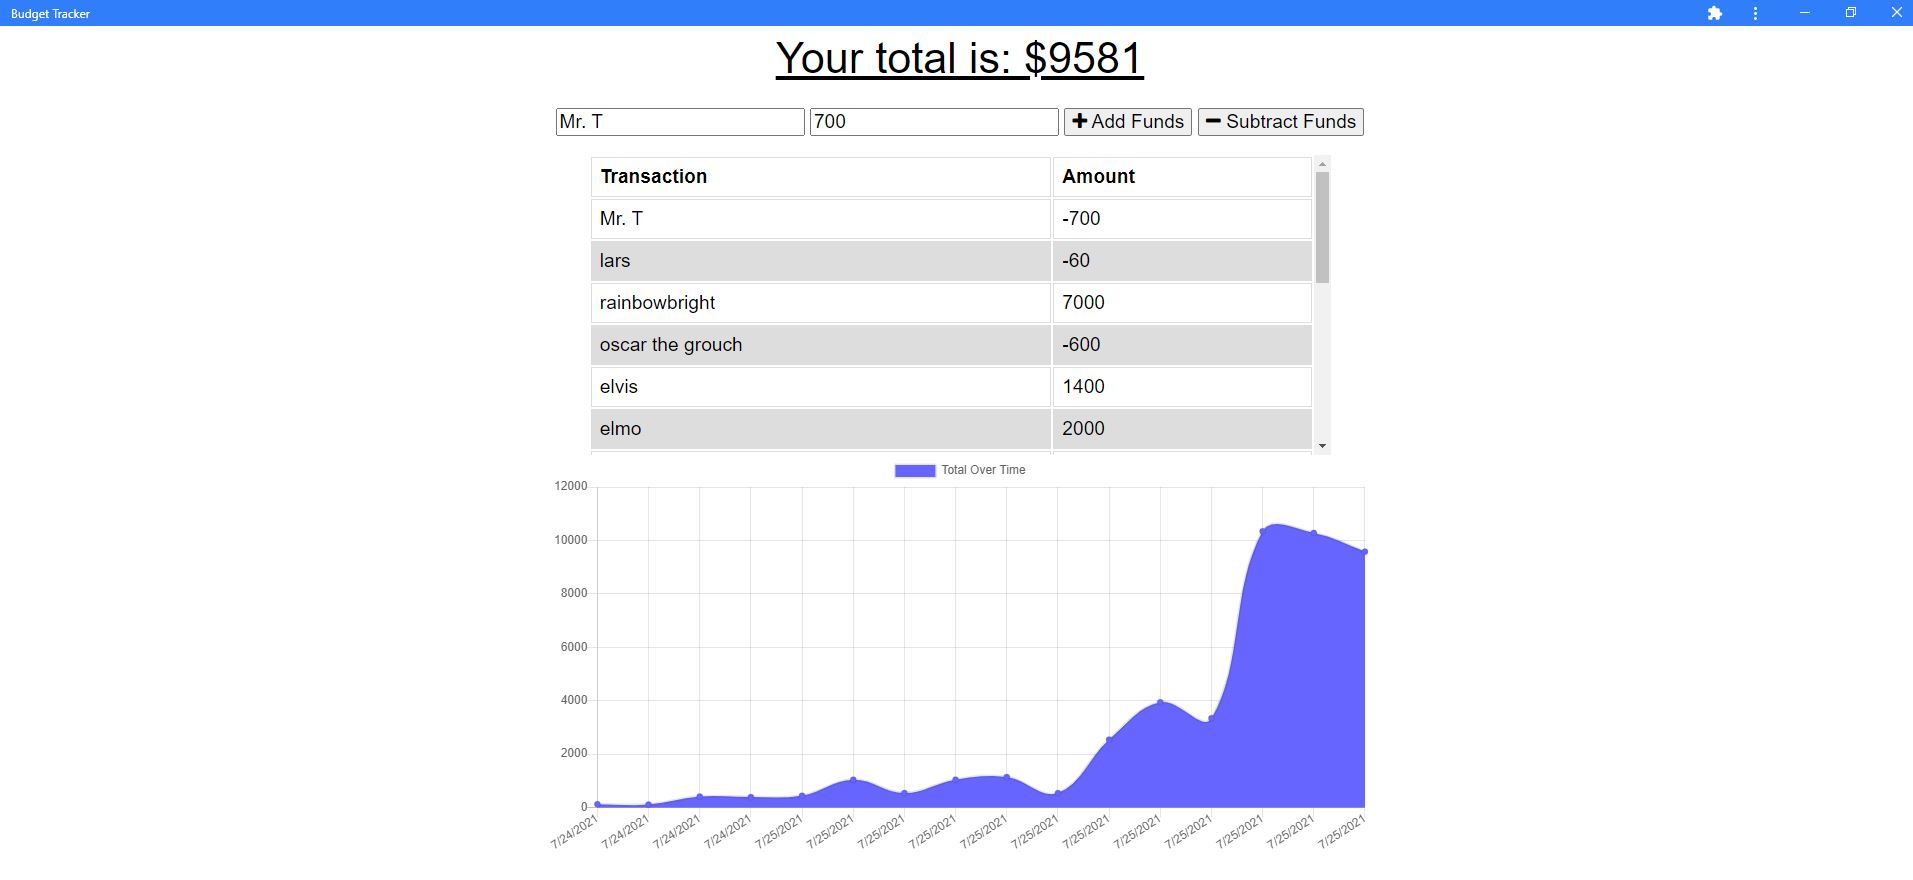 Budget Tracker
Your total is: $9581
Mr. T 700 Add Funds Subtract Funds
Transaction Amount
Mr. T -700
lars -60
rainbowbright 7000
oscar the grouch -600
elvis 1400
elmo 2000
Total Over Time
12000
10000
8000
6000
4000
2000
0
7/24/2021 7/24/2021 7/24/2021 7/24/2021 7/25/2021 7/25/2021 7/25/2021 7/25/2021 7/25/2021 7/25/2021 7/25/2021 7/25/2021 7/25/2021 7/25/2021 7/25/2021 7/25/2021